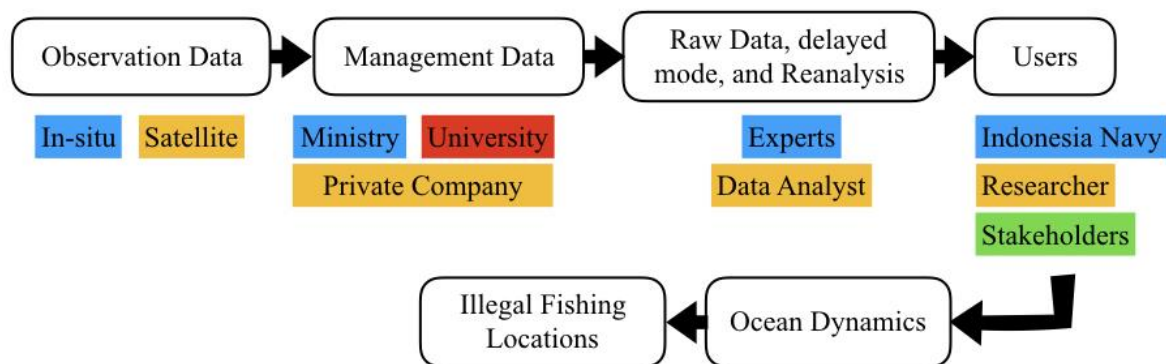 Observation Data
Management Data
Raw Data, delayed
mode, and Reanalysis
Users
In-situ
Satellite
Ministry
University
Private Company
Experts
Data Analyst
Indonesia Navy
Researcher
Stakeholders
Illegal Fishing
Locations
Ocean Dynamics